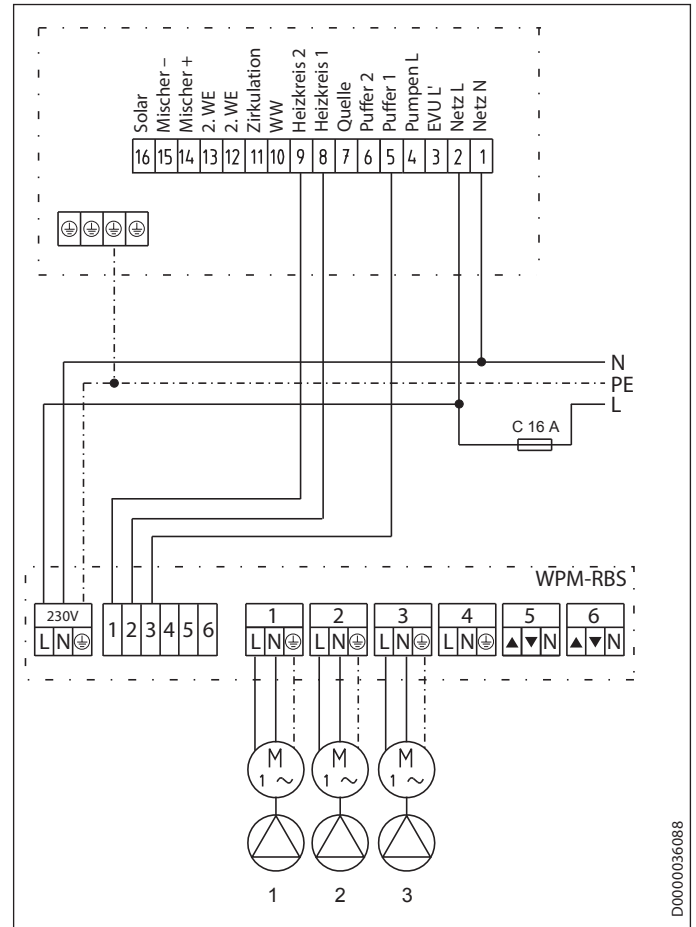 Solar
Mischer –
Mischer +
2. WE
2. WE
Zirkulation
WW
Heizkreis 2
Heizkreis 1
Quelle
Puffer 2
Puffer 1
Pumpen L
EVU L'
Netz L
Netz N
16 15 14 13 12 11 10 9 8 7 6 5 4 3 2 1
N
PE
L
C 16 A
WPM-RBS
230V
L N
1 2 3 4 5 6
1 2 3 4 5 6
L N L N L N L N ▲ ▼ N ▲ ▼ N
M M M
1 ~ 1 ~ 1 ~
1 2 3
D0000036088